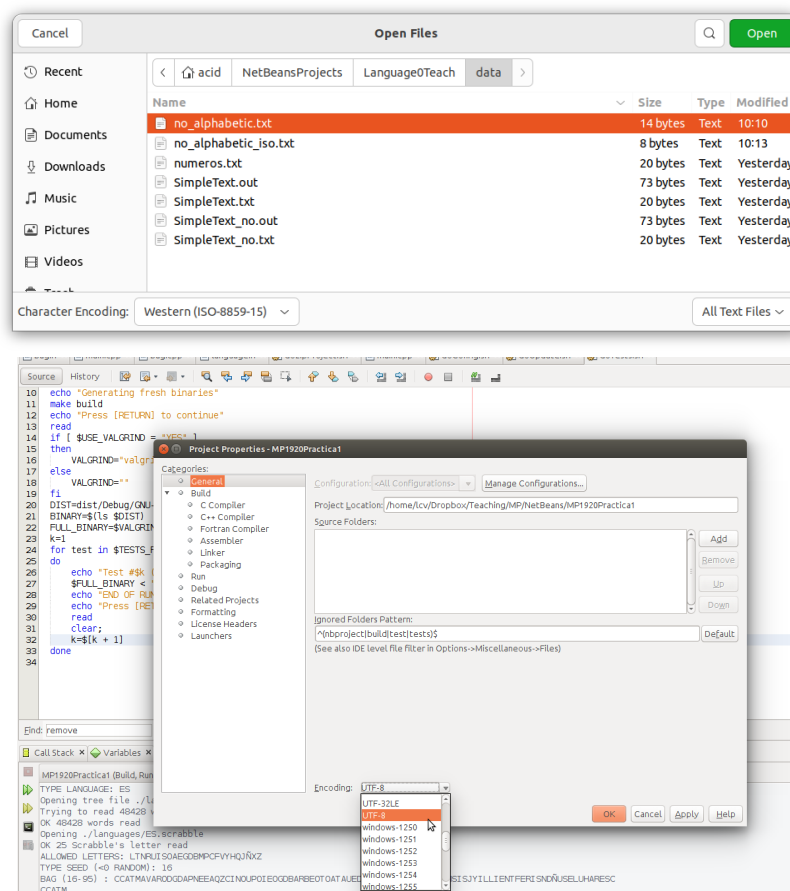 Cancel
Open Files
Open
Recent
Home
Documents
Downloads
Music
Pictures
Videos
acid NetBeansProjects Language0Teach data
Name Size Type Modified
no_alphabetic.txt 14 bytes Text 10:10
no_alphabetic_iso.txt 8 bytes Text 10:13
numeros.txt 20 bytes Text Yesterday
SimpleText.out 73 bytes Text Yesterday
SimpleText.txt 20 bytes Text Yesterday
SimpleText_no.out 73 bytes Text Yesterday
SimpleText_no.txt 20 bytes Text Yesterday
Character Encoding: Western (ISO-8859-15)
All Text Files
Source History
10 echo "Generating fresh binaries"
11 make build
12 echo "Press [RETURN] to continue"
13 read
14 if [ $USE_VALGRIND = "YES" ]
15 then
16 VALGRIND="valgri
17 else
18 VALGRIND=""
19 fi
20 DIST=dist/Debug/GNU-
21 BINARY=$(ls $DIST)
22 FULL_BINARY=$VALGRIN
23 k=1
24 for test in $TESTS_F
25 do
26 echo "Test #$k (
27 $FULL_BINARY < "
28 echo "END OF RUN
29 echo "Press [RET
30 read
31 clear;
32 k=$[k + 1]
33 done
34
Project Properties - MP1920Practica1
Categories:
General
Build
C Compiler
C++ Compiler
Fortran Compiler
Assembler
Linker
Packaging
Run
Debug
Related Projects
Formatting
License Headers
Launchers
Configuration: <All Configurations> Manage Configurations...
Project Location: /home/lcv/Dropbox/Teaching/MP/NetBeans/MP1920Practica1
Source Folders:
Add
Remove
Up
Down
Ignored Folders Pattern:
^(nbproject|build|test|tests)$ Default
(See also IDE level file filter in Options->Miscellaneous->Files)
Encoding: UTF-8
UTF-32LE
UTF-8
windows-1250
windows-1251
windows-1252
windows-1253
windows-1254
windows-1255
OK Cancel Apply Help
Find: remove
Call Stack Variables
MP1920Practica1 (Build, Run
TYPE LANGUAGE: ES
Opening tree file ./la
Trying to read 48428 w
OK 48428 words read
Opening ./languages/ES.scrabble
OK 25 Scrabble's letter read
ALLOWED LETTERS: LTNRUISOAEGDBMPCFVYHQJÑXZ
TYPE SEED (<0 RANDOM): 16
BAG (16-95) : CCATMAVARODGDAPNEEAQZCINOUPOIEOGDBARBEOTOATAUED SISJYILLIENTFERISNDÑUSELUHARESC
CCATM